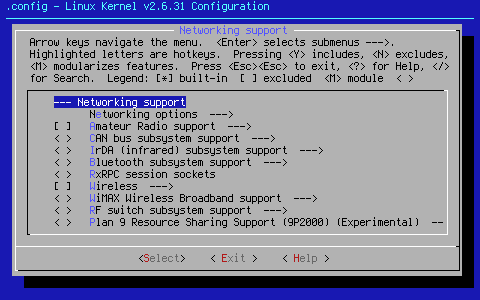 .config - Linux Kernel v2.6.31 Configuration
Networking support
Arrow keys navigate the menu.  <Enter> selects submenus --->.
Highlighted letters are hotkeys.  Pressing <Y> includes, <N> excludes,
<M> modularizes features.  Press <Esc><Esc> to exit, <?> for Help, </>
for Search.  Legend: [*] built-in  [ ] excluded  <M> module  < >
--- Networking support
Networking options  --->
[ ]   Amateur Radio support  --->
< >   CAN bus subsystem support  --->
< >   IrDA (infrared) subsystem support  --->
< >   Bluetooth subsystem support  --->
< >   RxRPC session sockets
[ ]   Wireless  --->
< >   WiMAX Wireless Broadband support  --->
< >   RF switch subsystem support  --->
< >   Plan 9 Resource Sharing Support (9P2000) (Experimental)  --
<Select>    < Exit >    < Help >